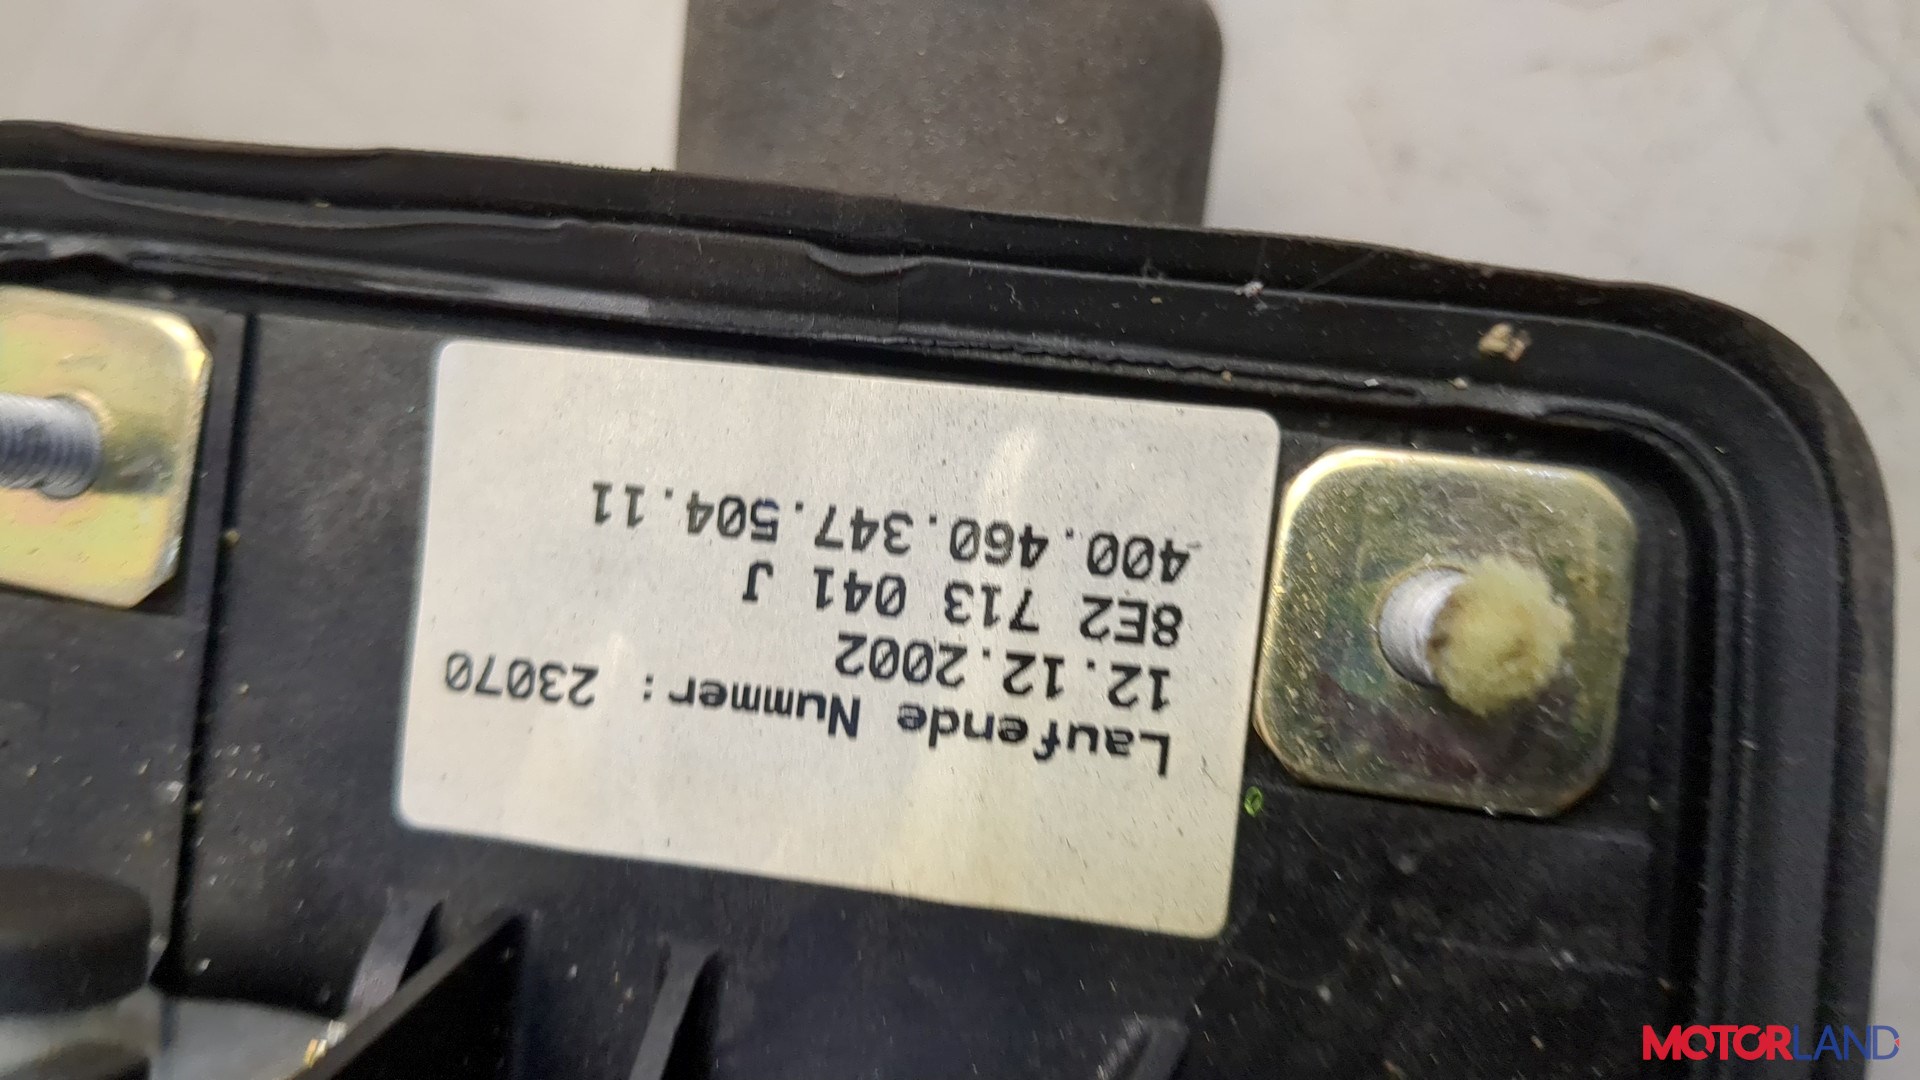 400.460.347.504.11
8E2 713 041 J
12.12.2002
Laufende Nummer: 23070
MOTORLAND